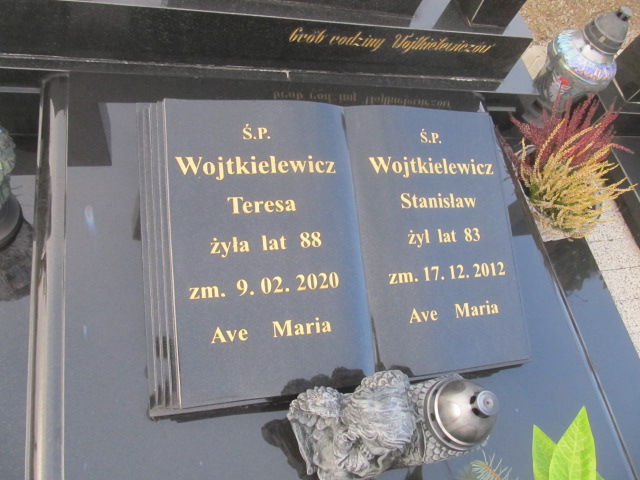 Grób rodziny Wojtkielewiczów
Ś.P.
Wojtkielewicz
Teresa
żyła lat 88
zm. 9. 02. 2020
Ave Maria
Ś.P.
Wojtkielewicz
Stanisław
żył lat 83
zm. 17. 12. 2012
Ave Maria